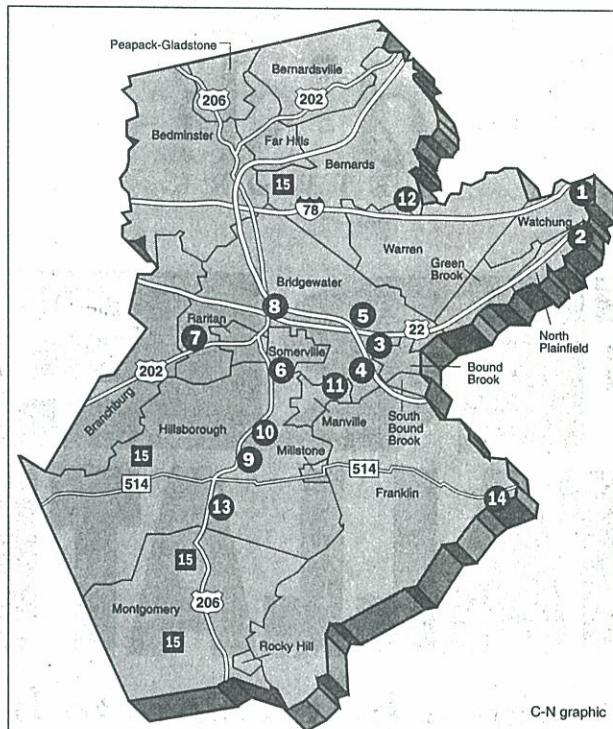 Peapack-Gladstone
Bernardsville
206
202
Bedminster
Far Hills
Bernards
15
12
1
78
Watchung
2
Warren
Green
Brook
Bridgewater
8
5
22
Raritan
3
North
Plainfield
7
Somerville
202
6
4
Bound
Brook
11
Branchburg
Manville
South
Bound
Brook
Hillsborough
10
Millstone
15
9
514
514
Franklin
14
13
15
Montgomery
206
15
Rocky Hill
C-N graphic